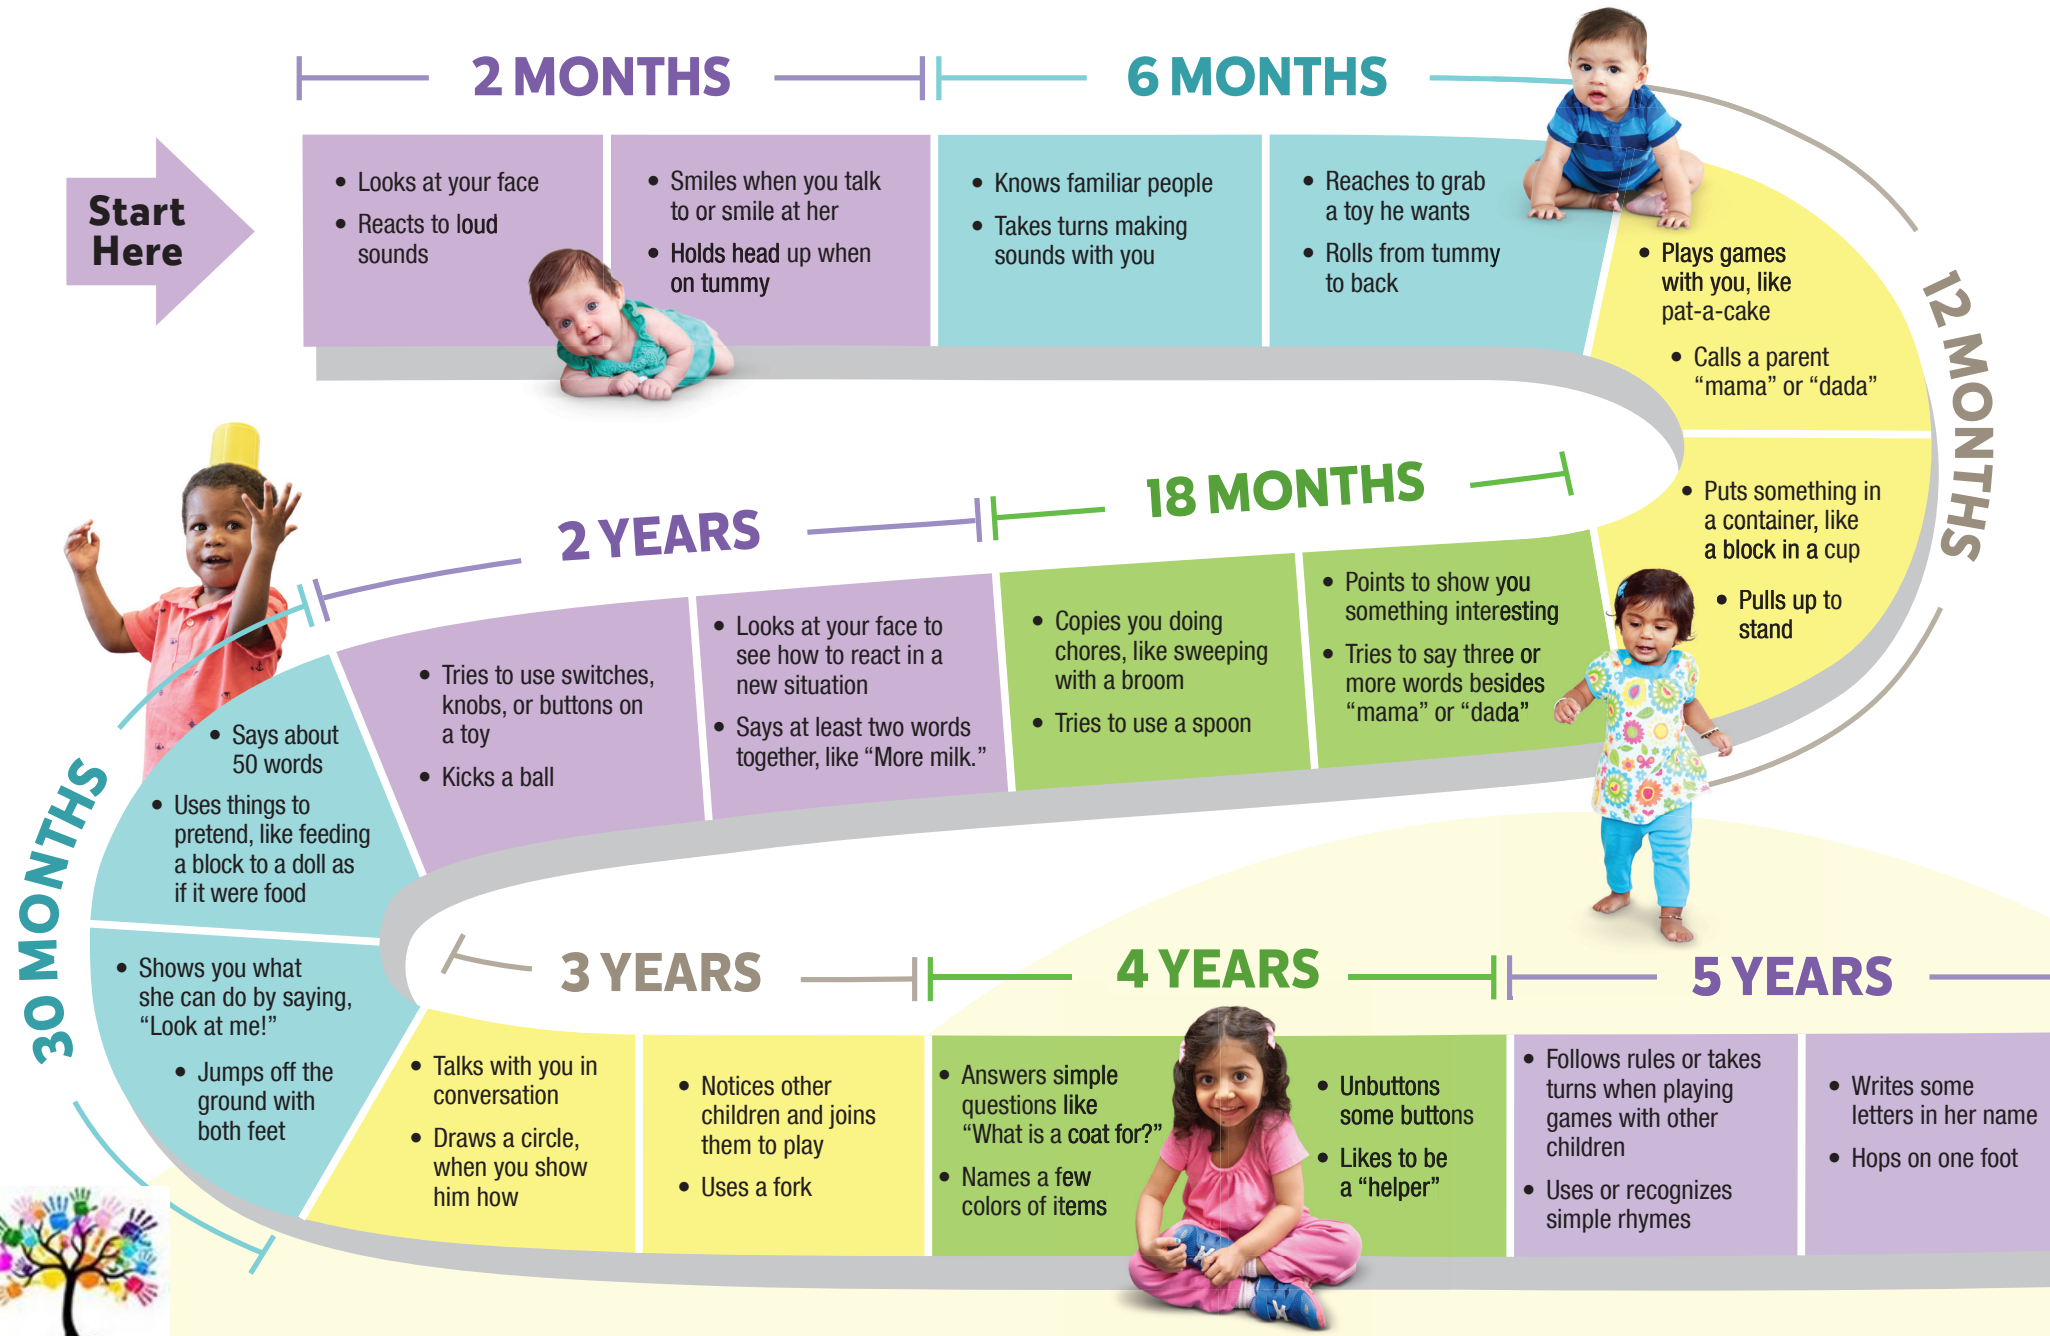 Start
Here
2 MONTHS
• Looks at your face
• Reacts to loud
sounds
• Smiles when you talk
to or smile at her
• Holds head up when
on tummy
6 MONTHS
• Knows familiar people
• Takes turns making
sounds with you
• Reaches to grab
a toy he wants
• Rolls from tummy
to back
12 MONTHS
• Plays games
with you, like
pat-a-cake
• Calls a parent
“mama” or “dada”
• Puts something in
a container, like
a block in a cup
• Pulls up to
stand
18 MONTHS
• Points to show you
something interesting
• Tries to say three or
more words besides
“mama” or “dada”
• Copies you doing
chores, like sweeping
with a broom
• Tries to use a spoon
2 YEARS
• Looks at your face to
see how to react in a
new situation
• Says at least two words
together, like “More milk.”
• Tries to use switches,
knobs, or buttons on
a toy
• Kicks a ball
30 MONTHS
• Says about
50 words
• Uses things to
pretend, like feeding
a block to a doll as
if it were food
• Shows you what
she can do by saying,
“Look at me!”
• Jumps off the
ground with
both feet
3 YEARS
• Talks with you in
conversation
• Draws a circle,
when you show
him how
• Notices other
children and joins
them to play
• Uses a fork
4 YEARS
• Answers simple
questions like
“What is a coat for?”
• Names a few
colors of items
• Unbuttons
some buttons
• Likes to be
a “helper”
5 YEARS
• Follows rules or takes
turns when playing
games with other
children
• Uses or recognizes
simple rhymes
• Writes some
letters in her name
• Hops on one foot